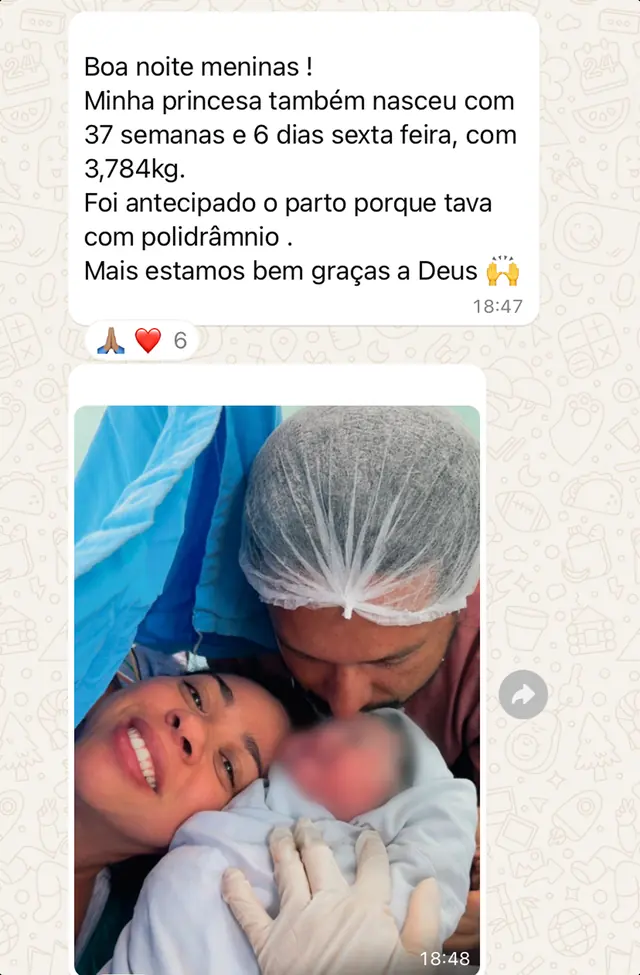 Boa noite meninas !
Minha princesa também nasceu com
37 semanas e 6 dias sexta feira, com
3,784kg.
Foi antecipado o parto porque tava
com polidrâmnio .
Mais estamos bem graças a Deus 🙌
18:47
🙏🏽 ❤️ 6
18:48